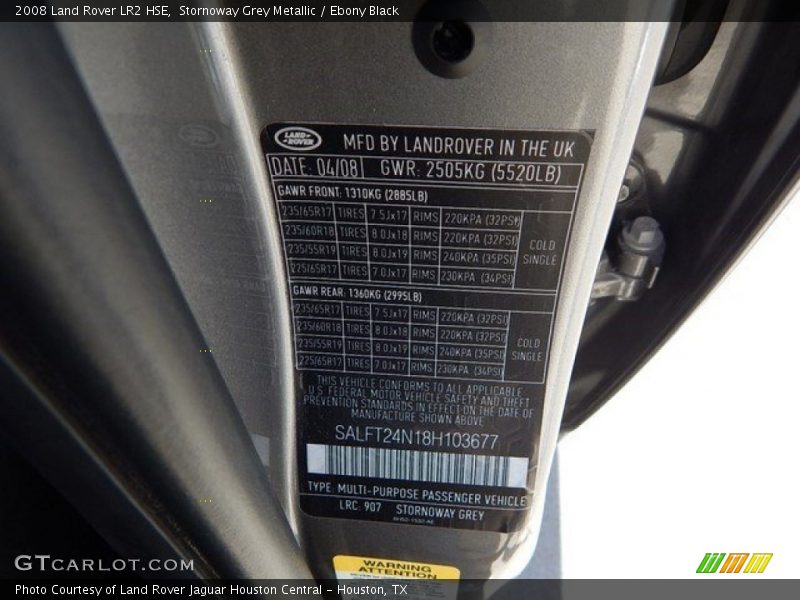 2008 Land Rover LR2 HSE, Stornoway Grey Metallic / Ebony Black
LAND ROVER
MFD BY LANDROVER IN THE UK
DATE: 04/08 GWR: 2505KG (5520LB)
GAWR FRONT: 1310KG (2885LB)
235/65R17 TIRES 7.5Jx17 RIMS 220KPA (32PSI)
235/60R18 TIRES 8.0Jx18 RIMS 220KPA (32PSI)
235/55R19 TIRES 8.0Jx19 RIMS 240KPA (35PSI)
225/65R17 TIRES 7.0Jx17 RIMS 230KPA (34PSI)
COLD
SINGLE
GAWR REAR: 1360KG (2995LB)
235/65R17 TIRES 7.5Jx17 RIMS 220KPA (32PSI)
235/60R18 TIRES 8.0Jx18 RIMS 220KPA (32PSI)
235/55R19 TIRES 8.0Jx19 RIMS 240KPA (35PSI)
225/65R17 TIRES 7.0Jx17 RIMS 230KPA (34PSI)
COLD
SINGLE
THIS VEHICLE CONFORMS TO ALL APPLICABLE
U.S. FEDERAL MOTOR VEHICLE SAFETY AND THEFT
PREVENTION STANDARDS IN EFFECT ON THE DATE OF
MANUFACTURE SHOWN ABOVE
SALFT24N18H103677
TYPE: MULTI-PURPOSE PASSENGER VEHICLE
LRC: 907 STORNOWAY GREY
WARNING
ATTENTION
GTCARLOT.COM
Photo Courtesy of Land Rover Jaguar Houston Central - Houston, TX